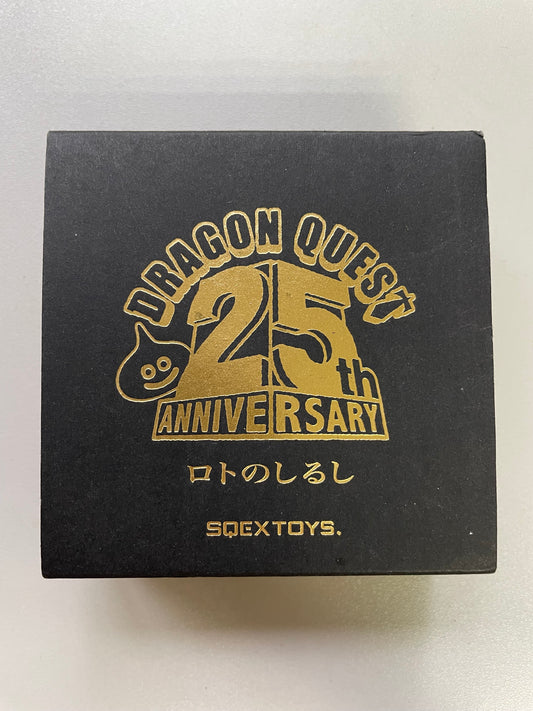 DRAGON QUEST
25th
ANNIVERSARY
ロトのしるし
SQEXTOYS.